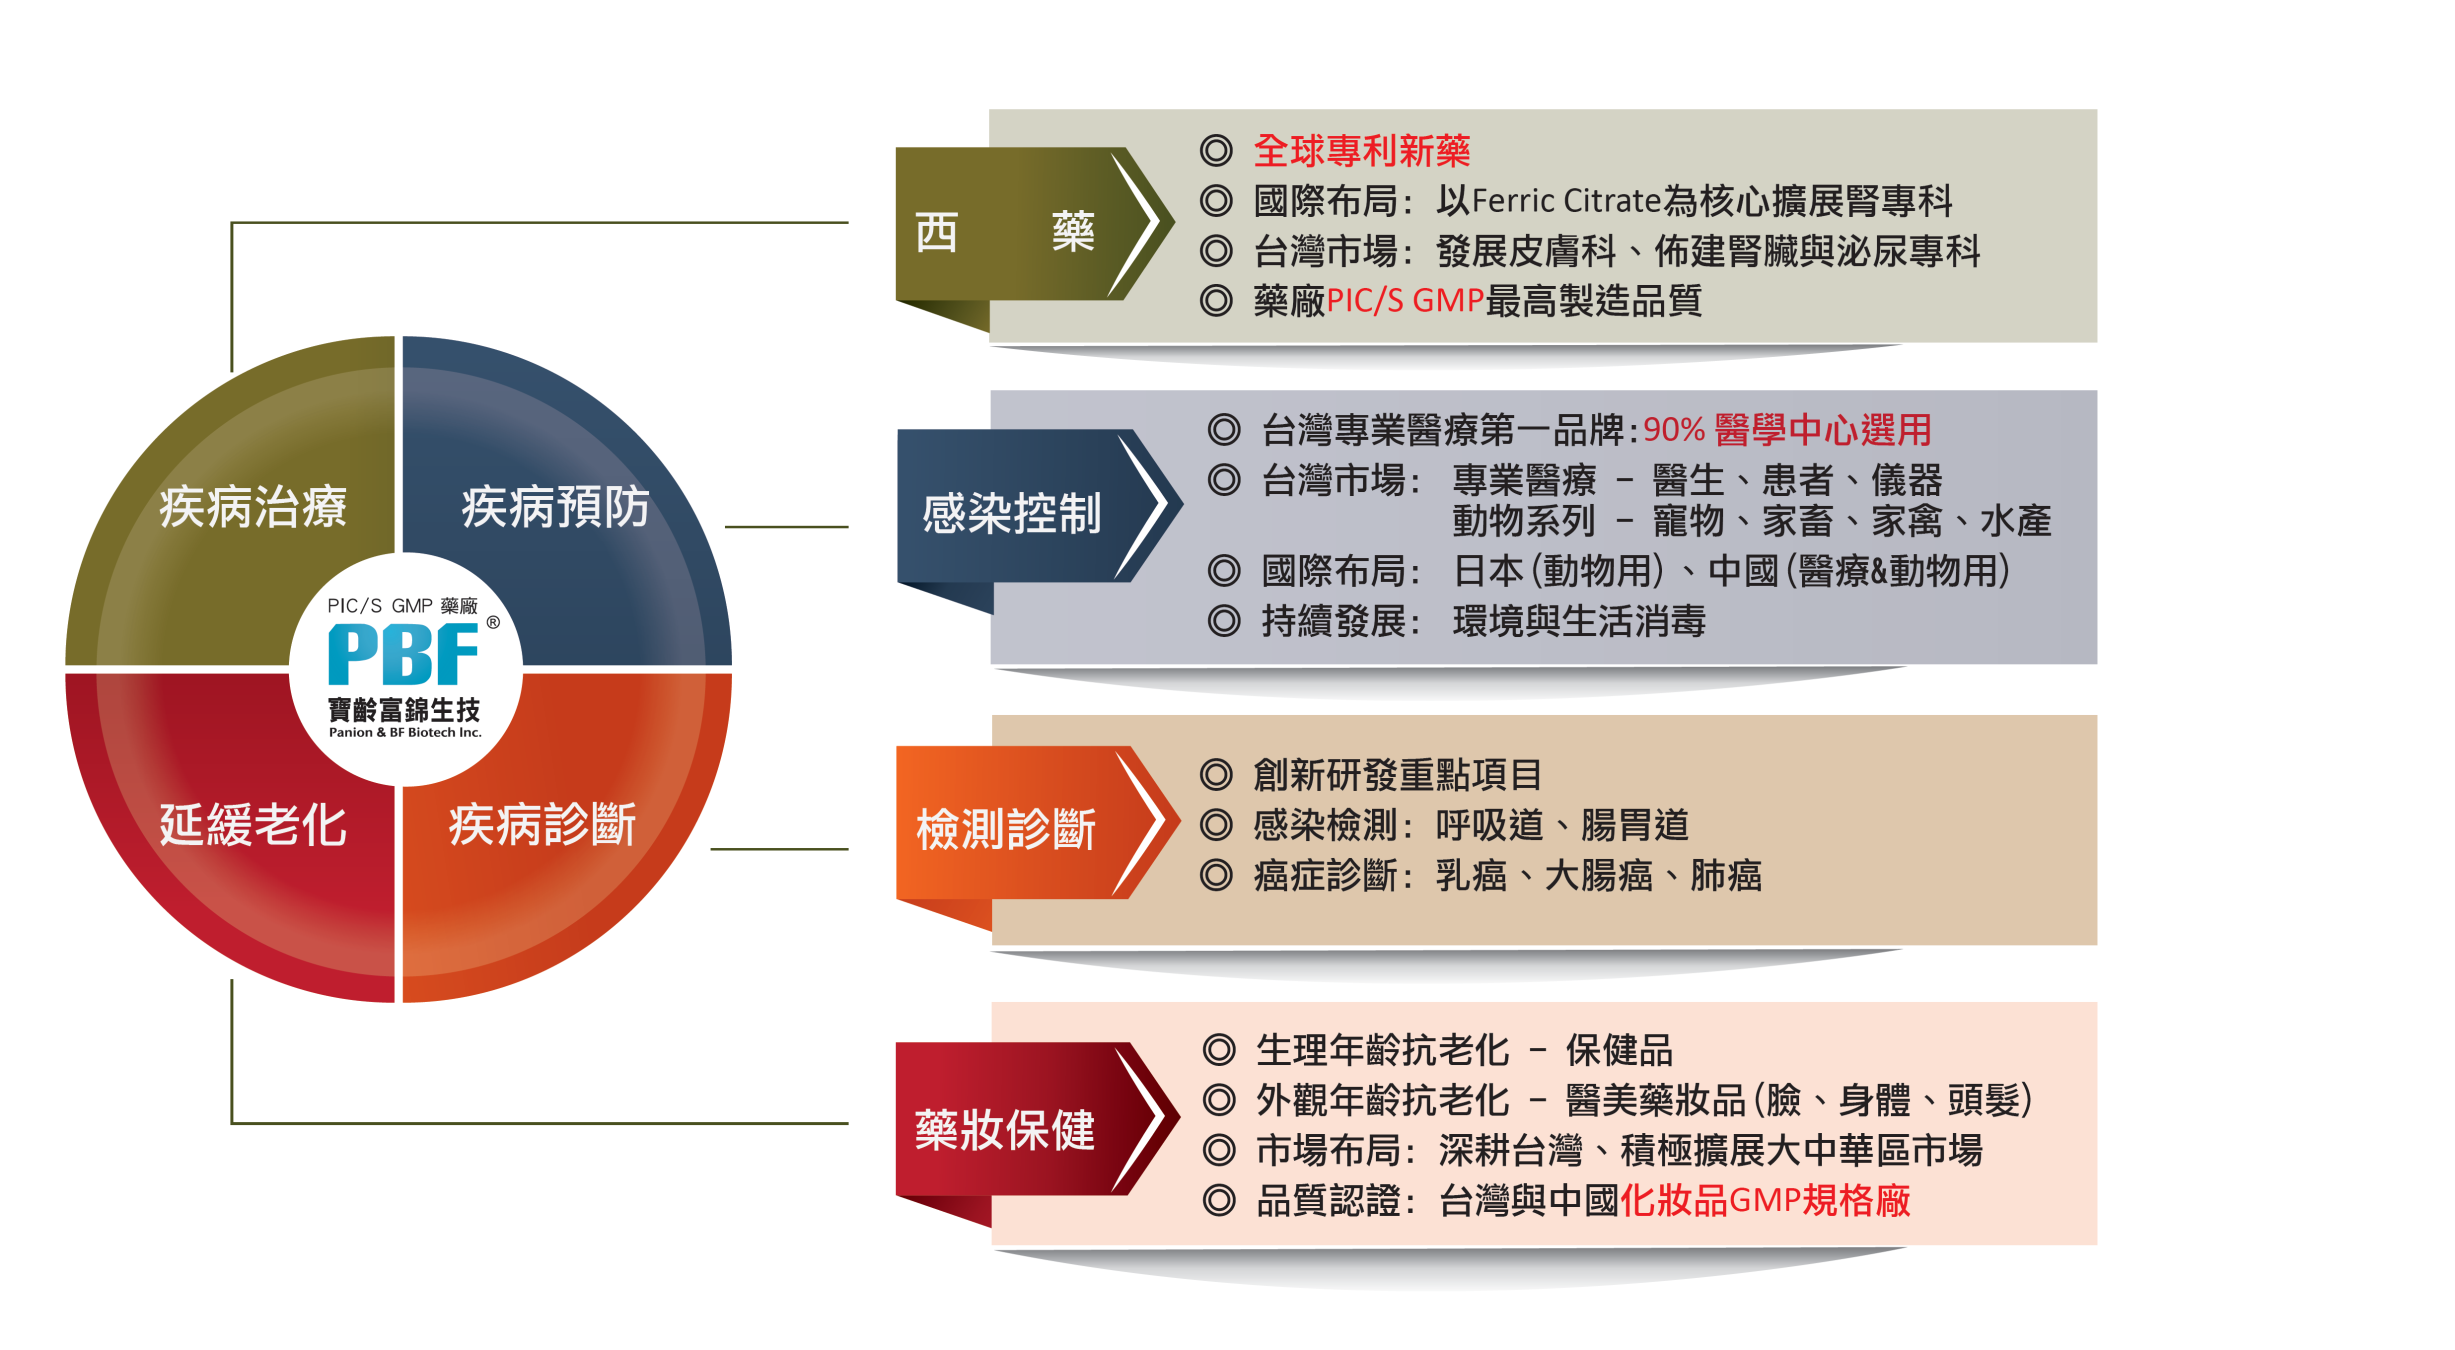 疾病治療
疾病預防
PIC/S GMP 藥廠
PBF®
寶齡富錦生技
Panion & BF Biotech Inc.
延緩老化
疾病診斷
西 藥
◎ 全球專利新藥
◎ 國際布局: 以Ferric Citrate為核心擴展腎專科
◎ 台灣市場: 發展皮膚科、佈建腎臟與泌尿專科
◎ 藥廠PIC/S GMP最高製造品質
感染控制
◎ 台灣專業醫療第一品牌:90% 醫學中心選用
◎ 台灣市場: 專業醫療 - 醫生、患者、儀器
動物系列 - 寵物、家畜、家禽、水產
◎ 國際布局: 日本(動物用)、中國(醫療&動物用)
◎ 持續發展: 環境與生活消毒
檢測診斷
◎ 創新研發重點項目
◎ 感染檢測: 呼吸道、腸胃道
◎ 癌症診斷: 乳癌、大腸癌、肺癌
藥妝保健
◎ 生理年齡抗老化 - 保健品
◎ 外觀年齡抗老化 - 醫美藥妝品(臉、身體、頭髮)
◎ 市場布局: 深耕台灣、積極擴展大中華區市場
◎ 品質認證: 台灣與中國化妝品GMP規格廠